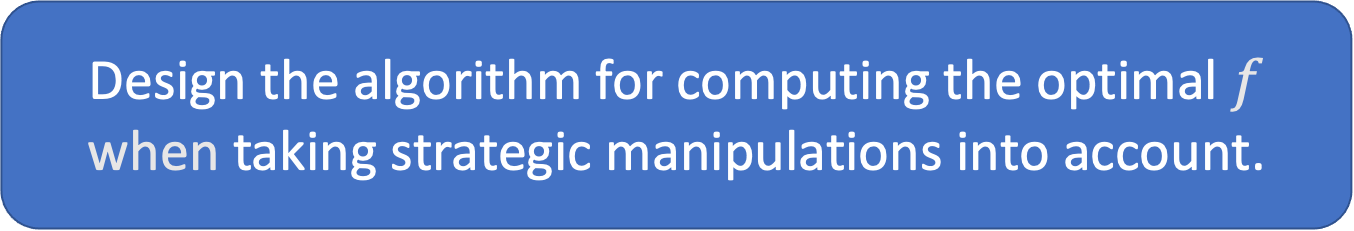 Design the algorithm for computing the optimal f
when taking strategic manipulations into account.